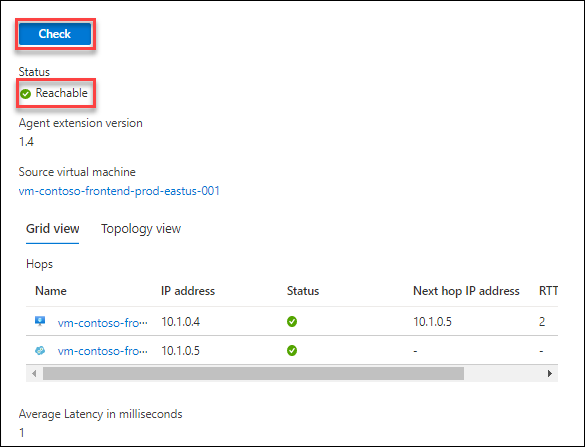 Check
Status
Reachable
Agent extension version
1.4
Source virtual machine
vm-contoso-frontend-prod-eastus-001
Grid view Topology view
Hops
Name IP address Status Next hop IP address RTT
vm-contoso-fro··· 10.1.0.4 10.1.0.5 2
vm-contoso-fro··· 10.1.0.5 - -
Average Latency in milliseconds
1